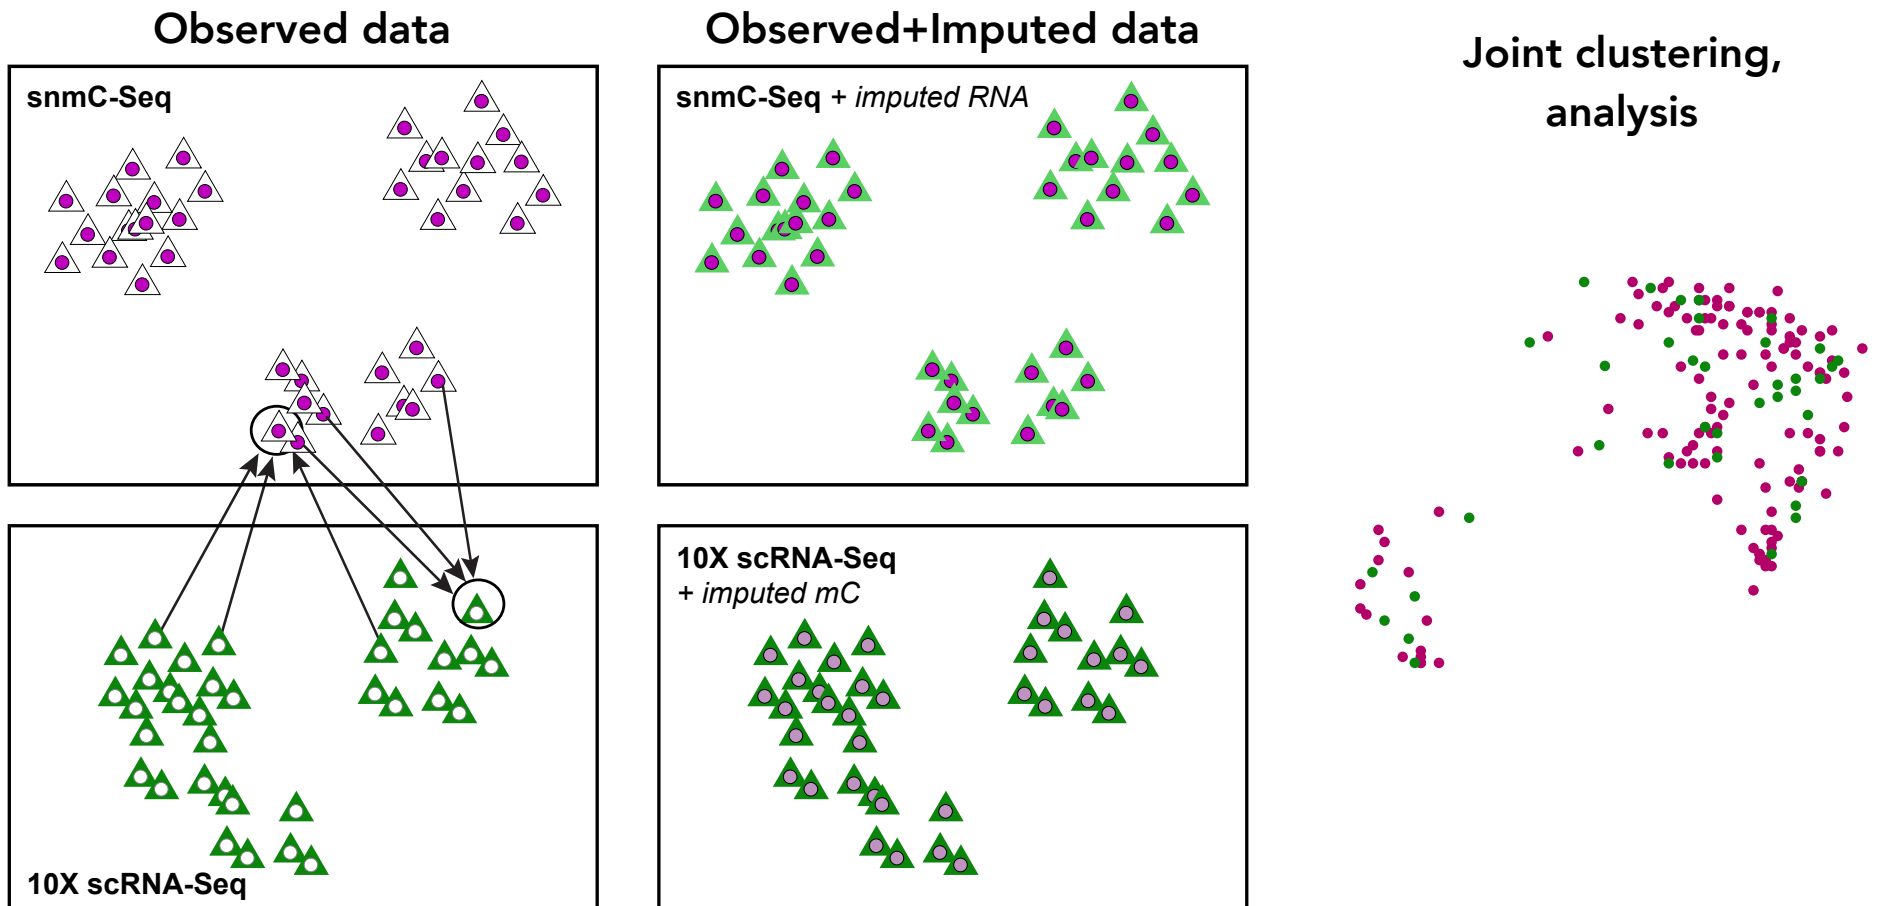 Observed data
Observed+Imputed data
Joint clustering,
analysis
snmC-Seq
snmC-Seq + imputed RNA
10X scRNA-Seq
10X scRNA-Seq
+ imputed mC